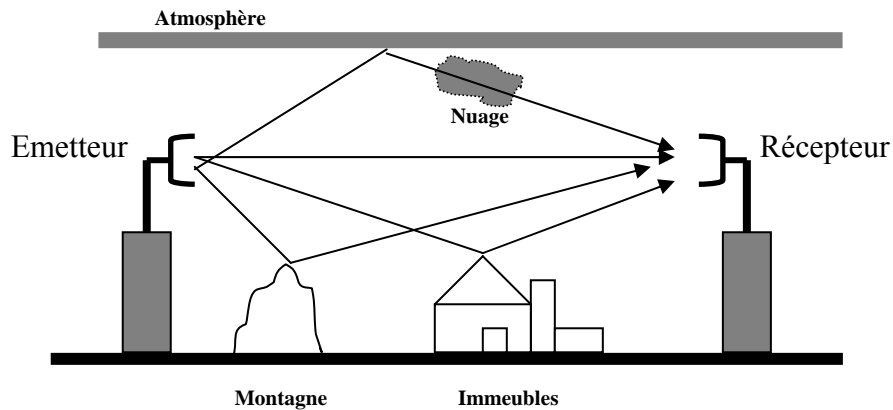 Atmosphère
Nuage
Emetteur
Récepteur
Montagne
Immeubles